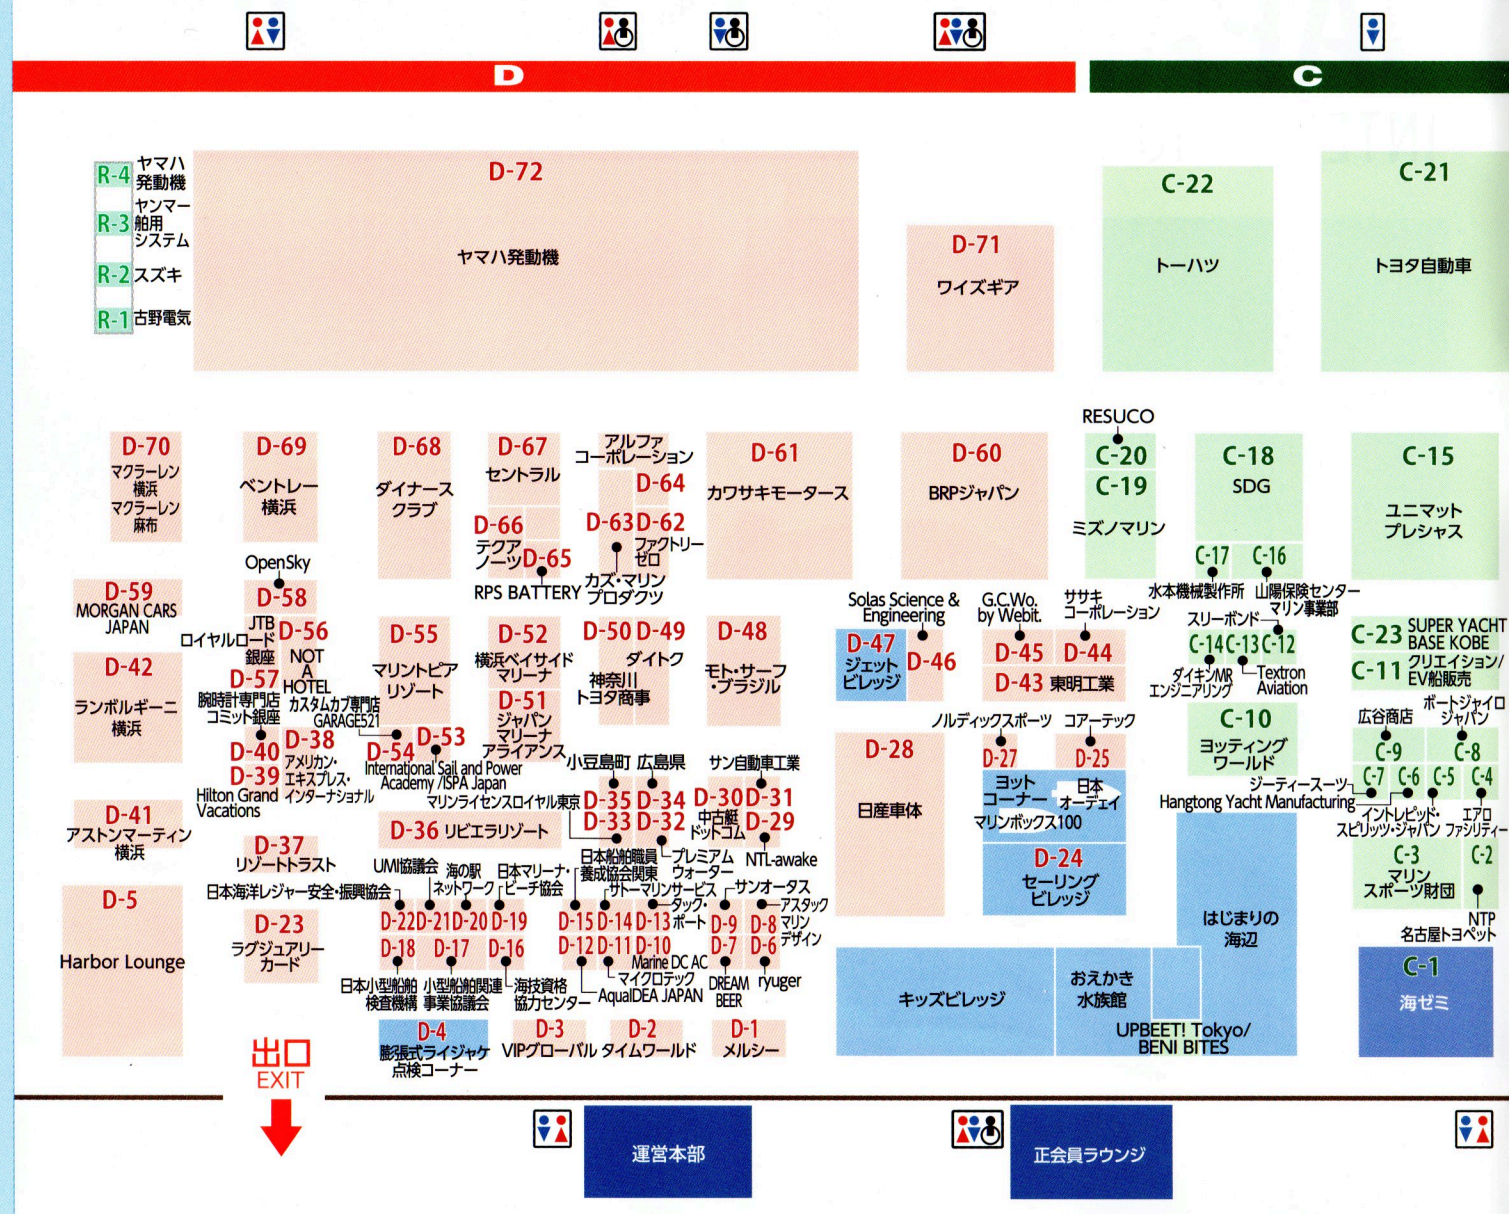 D
C
R-4
ヤマハ
発動機
R-3
ヤンマー
舶用
システム
R-2
スズキ
R-1
古野電気
D-72
ヤマハ発動機
D-71
ワイズギア
C-22
トーハツ
C-21
トヨタ自動車
D-70
マクラーレン
横浜
マクラーレン
麻布
D-69
ベントレー
横浜
D-68
ダイナース
クラブ
D-67
セントラル
D-66
テクア
ノーツ
D-65
RPS BATTERY
アルファ
コーポレーション
D-64
D-63
カズ・マリン
プロダクツ
D-62
ファクトリー
ゼロ
D-61
カワサキモータース
D-60
BRPジャパン
RESUCO
C-20
C-19
ミズノマリン
C-18
SDG
C-17
水本機械製作所
C-16
山陽保険センター
マリン事業部
C-15
ユニマット
プレシャス
D-59
MORGAN CARS
JAPAN
OpenSky
D-58
JTB
ロイヤルロード
銀座
D-57
D-56
NOT
A
HOTEL
D-55
マリントピア
リゾート
カスタムカブ専門店
GARAGE521
D-54
D-53
International Sail and Power
Academy /ISPA Japan
D-52
横浜ベイサイド
マリーナ
D-51
ジャパン
マリーナ
アライアンス
D-50
神奈川
トヨタ商事
D-49
ダイトク
D-48
モト・サーフ
・ブラジル
D-47
ジェット
ビレッジ
Solas Science &
Engineering
D-46
G.C.Wo.
by Webit.
D-45
ササキ
コーポレーション
D-44
D-43
東明工業
スリーボンド
C-14
C-13
C-12
ダイキンMR
エンジニアリング
Textron
Aviation
C-23
SUPER YACHT
BASE KOBE
C-11
クリエイション/
EV船販売
D-42
ランボルギーニ
横浜
腕時計専門店
コミット銀座
D-40
D-39
Hilton Grand
Vacations
D-38
アメリカン・
エキスプレス・
インターナショナル
D-41
アストンマーティン
横浜
D-37
リゾートトラスト
D-36
リビエラリゾート
マリンライセンスロイヤル東京
小豆島町
D-35
広島県
D-34
D-33
日本船舶職員
養成協会関東
D-32
プレミアム
ウォーター
サン自動車工業
D-30
中古艇
ドットコム
D-31
D-29
NTL-awake
D-28
日産車体
ノルディックスポーツ
D-27
コアーテック
D-25
ヨット
コーナー
日本
オーデイ
マリンボックス100
D-24
セーリング
ビレッジ
C-10
ヨッティング
ワールド
広谷商店
C-9
ボートジャイロ
ジャパン
C-8
ジーティースーツ
C-7
C-6
C-5
C-4
Hangtong Yacht Manufacturing
イントレピッド・
スピリッツ・ジャパン
エアロ
ファシリティー
C-3
マリン
スポーツ財団
C-2
NTP
名古屋トヨペット
C-1
海ゼミ
はじまりの
海辺
キッズビレッジ
おえかき
水族館
UPBEET! Tokyo/
BENI BITES
D-5
Harbor Lounge
D-23
ラグジュアリー
カード
日本海洋レジャー安全・振興協会
D-22
UMI協議会
D-21
海の駅
ネットワーク
D-20
日本マリーナ・
ビーチ協会
D-19
D-18
日本小型船舶
検査機構
D-17
小型船舶関連
事業協議会
D-16
海技資格
協力センター
D-15
サトーマリンサービス
D-14
タック・
ポート
D-13
D-12
AquaIDEA JAPAN
D-11
マイクロテック
D-10
Marine DC AC
サンオータス
D-9
D-8
アスタック
マリン
デザイン
D-7
DREAM
BEER
D-6
ryuger
D-4
膨張式ライジャケ
点検コーナー
D-3
VIPグローバル
D-2
タイムワールド
D-1
メルシー
出口
EXIT
運営本部
正会員ラウンジ